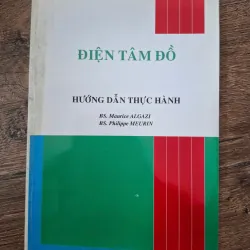 ĐIỆN TÂM ĐỒ
HƯỚNG DẪN THỰC HÀNH
BS. Maurice ALGAZI
BS. Philippe MEURIN